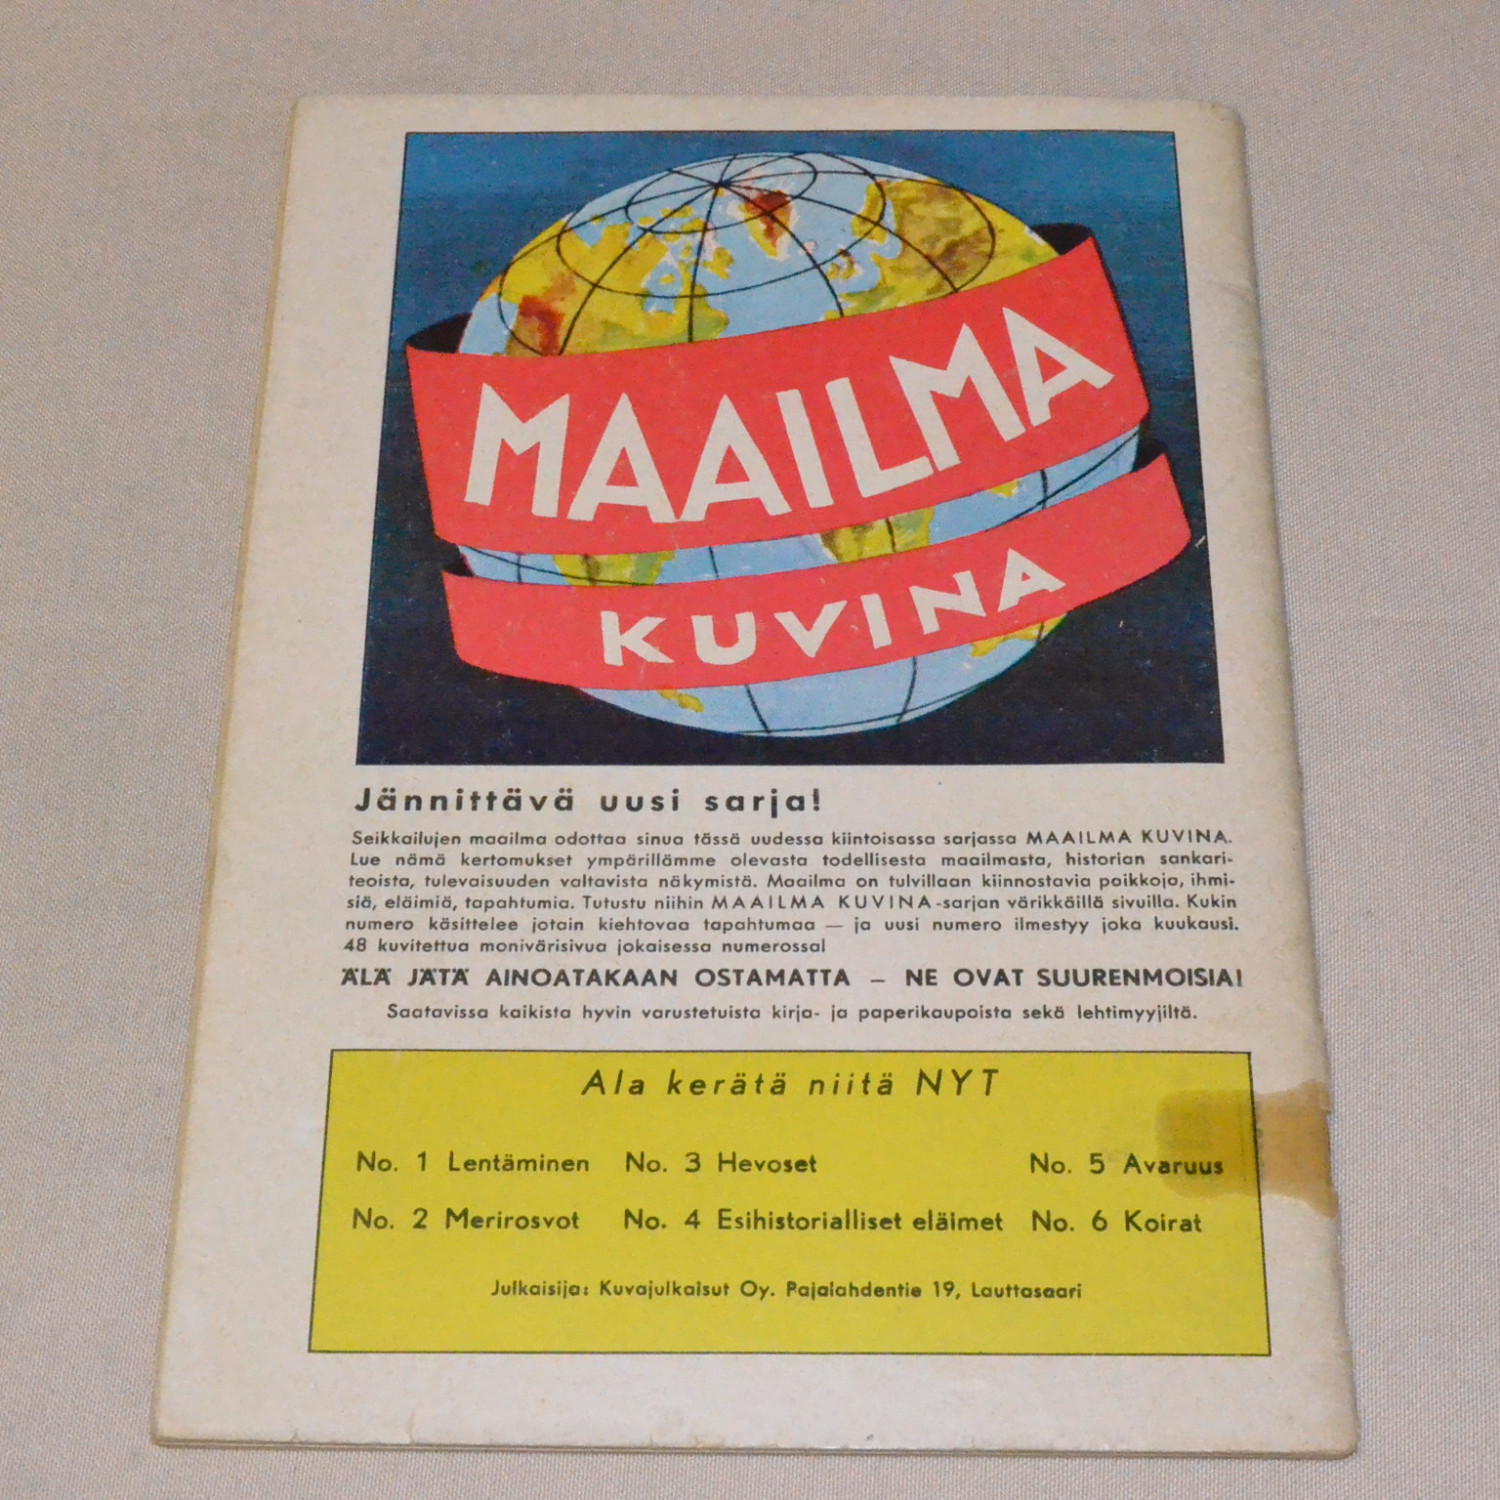 MAAILMA
KUVINA
Jännittävä uusi sarja!
Seikkailujen maailma odottaa sinua tässä uudessa kiintoisassa sarjassa MAAILMA KUVINA.
Lue nämä kertomukset ympärillämme olevasta todellisesta maailmasta, historian sankari-
teoista, tulevaisuuden valtavista näkymistä. Maailma on tulvillaan kiinnostavia paikkoja, ihmi-
siä, eläimiä, tapahtumia. Tutustu niihin MAAILMA KUVINA-sarjan värikkäillä sivuilla. Kukin
numero käsittelee jotain kiehtovaa tapahtumaa — ja uusi numero ilmestyy joka kuukausi.
48 kuvitettua monivärisivua jokaisessa numerossa!
ÄLÄ JÄTÄ AINOATAKAAN OSTAMATTA – NE OVAT SUURENMOISIA!
Saatavissa kaikista hyvin varustetuista kirja- ja paperikaupoista sekä lehtimyyjiltä.
Ala kerätä niitä NYT
No. 1 Lentäminen No. 3 Hevoset No. 5 Avaruus
No. 2 Merirosvot No. 4 Esihistorialliset eläimet No. 6 Koirat
Julkaisija: Kuvajulkaisut Oy. Pajalahdentie 19, Lauttasaari